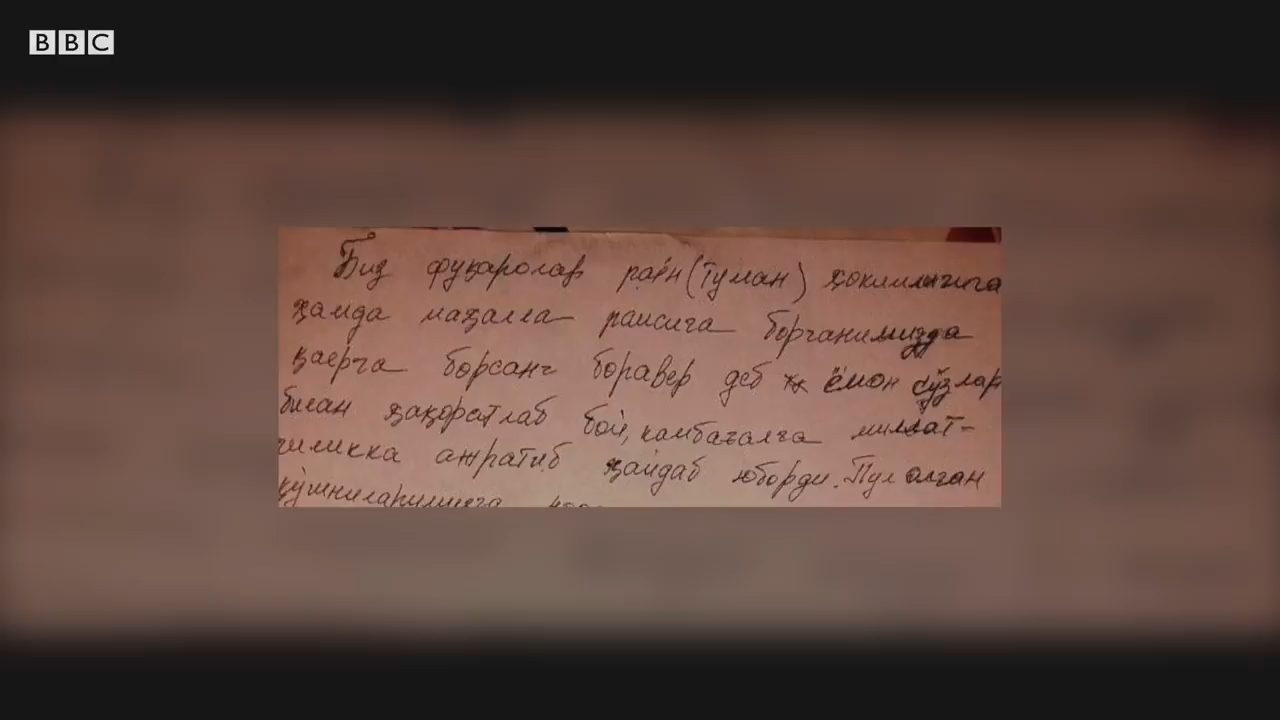 BBC
Биз фуқаролар раён (туман) ҳокимлигига
ҳамда маҳалла раисига борганимизда
қаерга борсанг боравер деб ёмон сўзлар
билан ҳақоратлаб бой, камбағалга миллат-
чиликка ажратиб ҳайдаб юборди. Пул олган